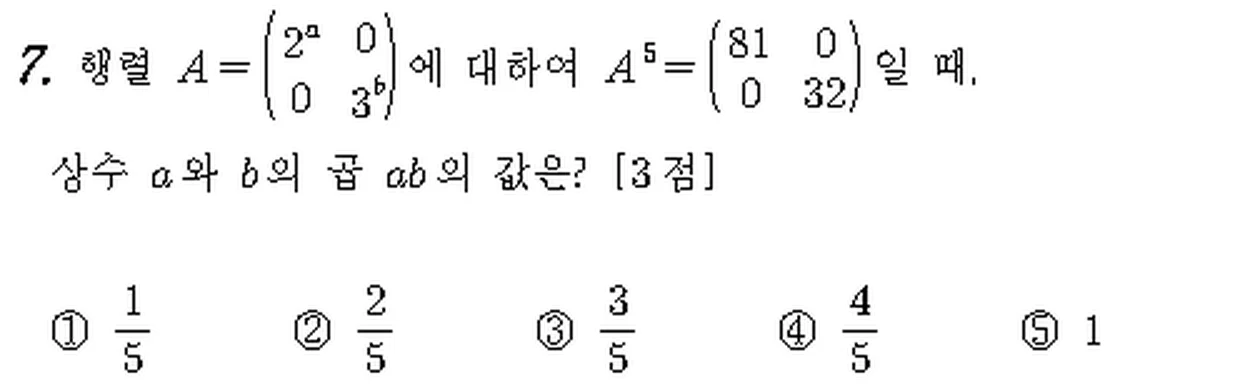 7. 행렬 A=(2^a 0; 0 3^b)에 대하여 A^5=(81 0; 0 32)일 때,
상수 a와 b의 곱 ab의 값은? [3점]
① 1/5 ② 2/5 ③ 3/5 ④ 4/5 ⑤ 1